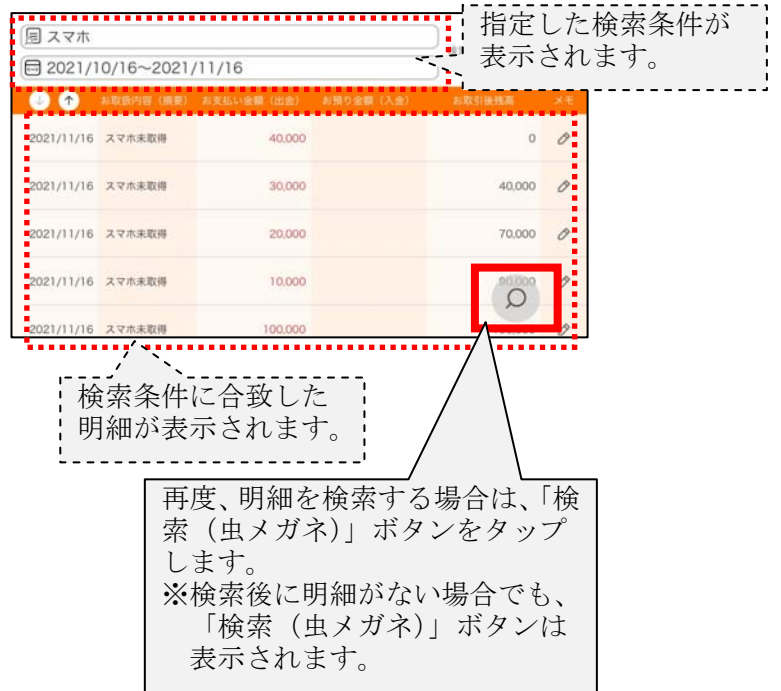 スマホ
2021/10/16~2021/11/16
指定した検索条件が
表示されます。
お取扱内容（摘要） お支払い金額（出金） お預り金額（入金） お取引後残高 メモ
2021/11/16 スマホ未取得 40,000 0
2021/11/16 スマホ未取得 30,000 40,000
2021/11/16 スマホ未取得 20,000 70,000
2021/11/16 スマホ未取得 10,000 90,000
2021/11/16 スマホ未取得 100,000
検索条件に合致した
明細が表示されます。
再度、明細を検索する場合は、「検
索（虫メガネ）」ボタンをタップ
します。
※検索後に明細がない場合でも、
「検索（虫メガネ）」ボタンは
表示されます。